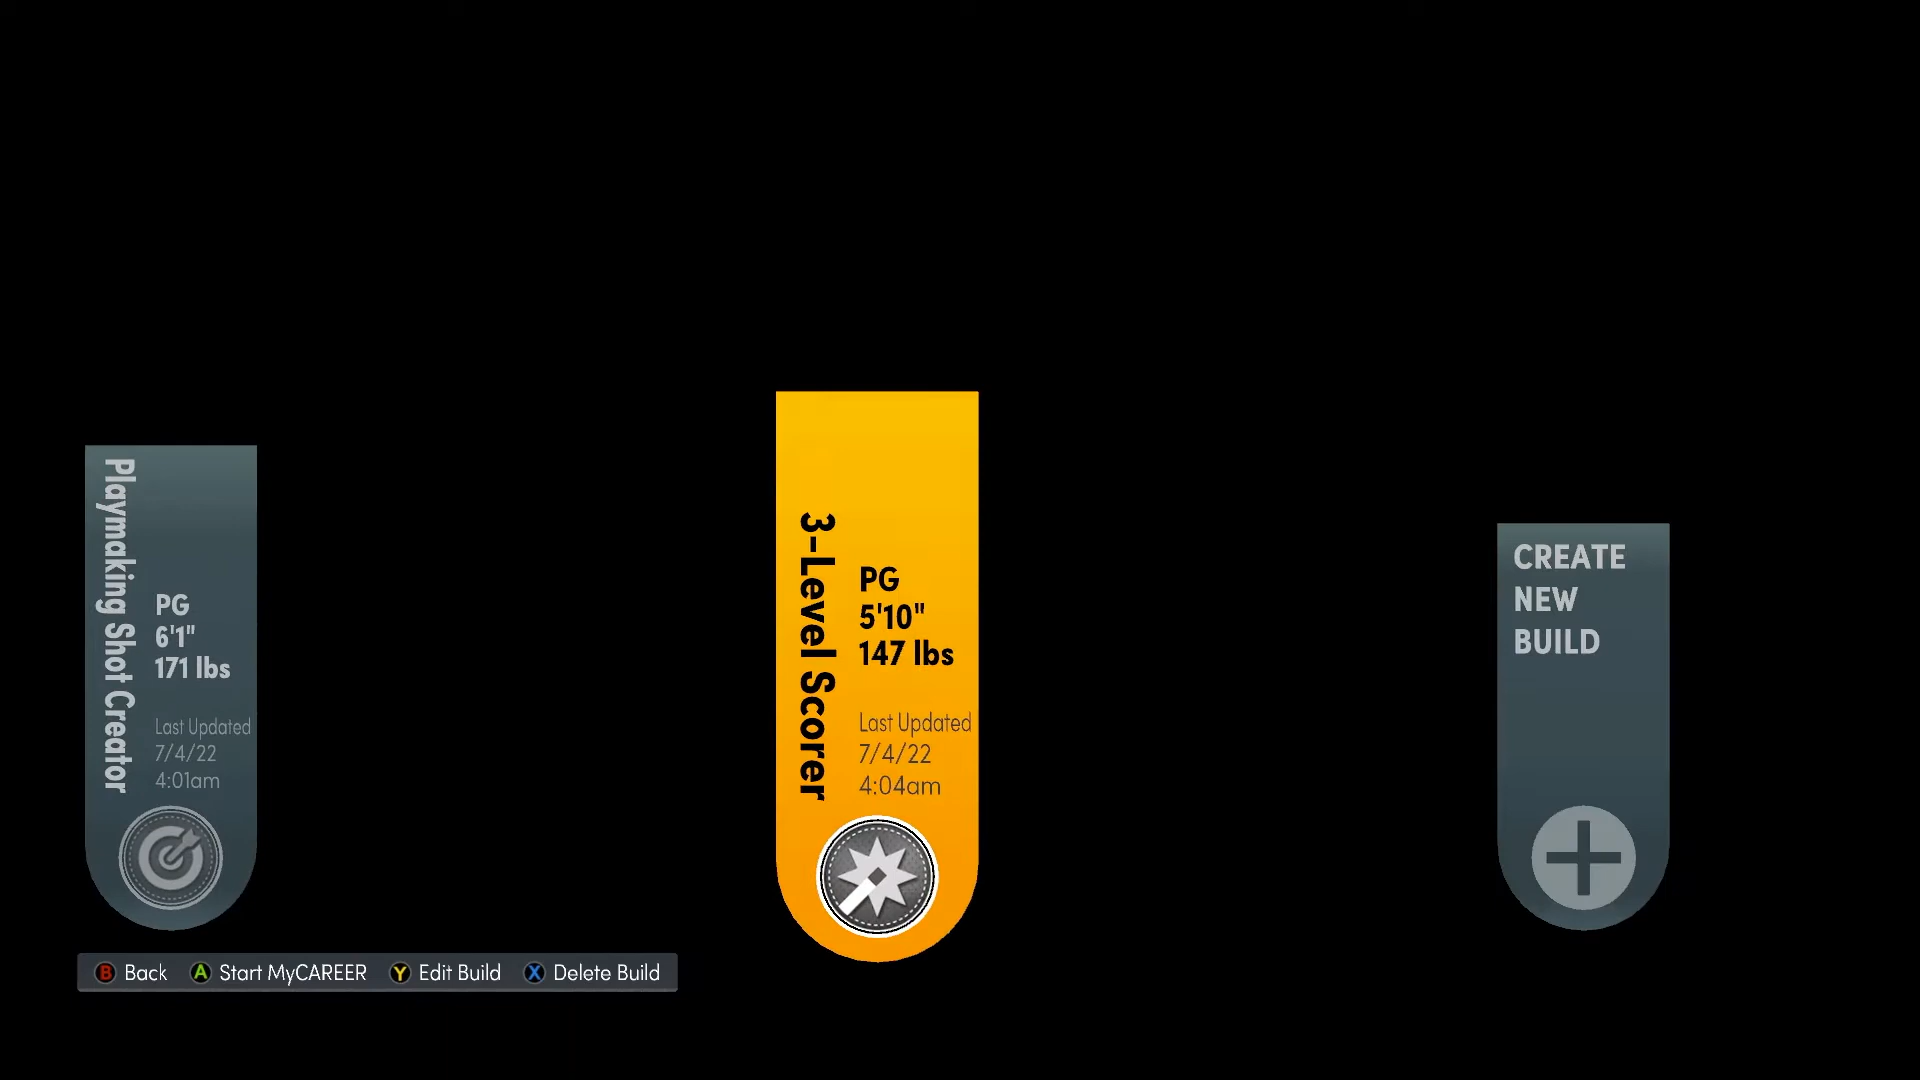 Playmaking Shot Creator
PG
6'1"
171 lbs
Last Updated
7/4/22
4:01am
3-Level Scorer
PG
5'10"
147 lbs
Last Updated
7/4/22
4:04am
CREATE
NEW
BUILD
B Back A Start MyCAREER Y Edit Build X Delete Build